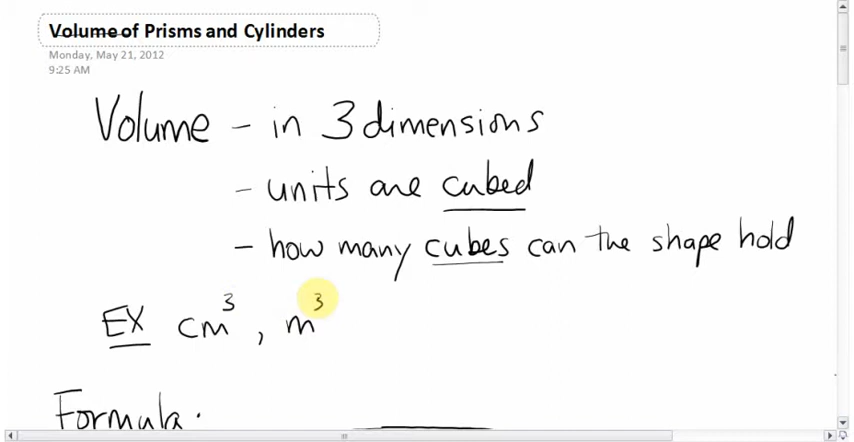 Volume of Prisms and Cylinders
Monday, May 21, 2012
9:25 AM
Volume - in 3 dimensions
- units are cubed
- how many cubes can the shape hold
EX cm³, m³
Formula.